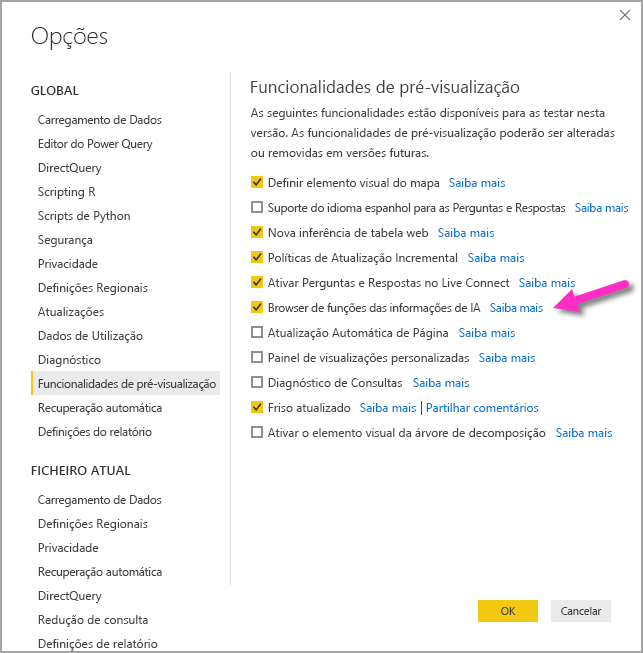 Opções
GLOBAL
Carregamento de Dados
Editor do Power Query
DirectQuery
Scripting R
Scripts de Python
Segurança
Privacidade
Definições Regionais
Atualizações
Dados de Utilização
Diagnóstico
Funcionalidades de pré-visualização
Recuperação automática
Definições do relatório
FICHEIRO ATUAL
Carregamento de Dados
Definições Regionais
Privacidade
Recuperação automática
DirectQuery
Redução de consulta
Definições de relatório
Funcionalidades de pré-visualização
As seguintes funcionalidades estão disponíveis para as testar nesta
versão. As funcionalidades de pré-visualização poderão ser alteradas
ou removidas em versões futuras.
Definir elemento visual do mapa Saiba mais
Suporte do idioma espanhol para as Perguntas e Respostas Saiba mais
Nova inferência de tabela web Saiba mais
Políticas de Atualização Incremental Saiba mais
Ativar Perguntas e Respostas no Live Connect Saiba mais
Browser de funções das informações de IA Saiba mais
Atualização Automática de Página Saiba mais
Painel de visualizações personalizadas Saiba mais
Diagnóstico de Consultas Saiba mais
Friso atualizado Saiba mais | Partilhar comentários
Ativar o elemento visual da árvore de decomposição Saiba mais
OK Cancelar